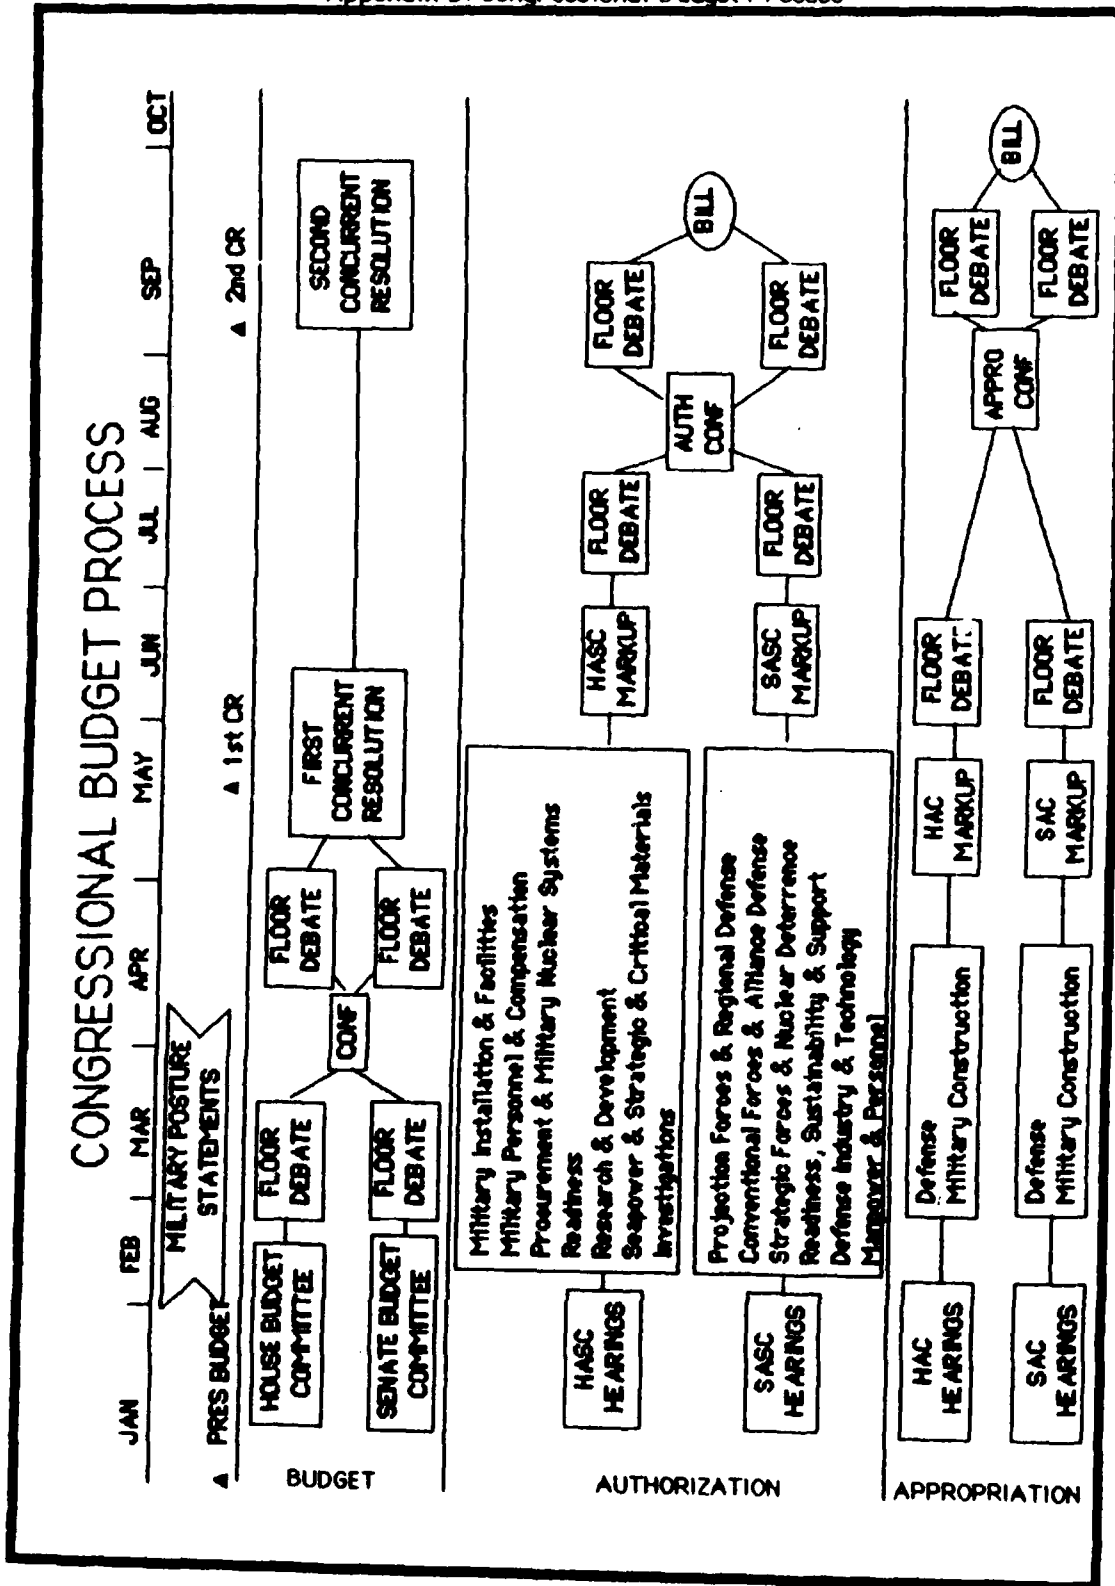 CONGRESSIONAL BUDGET PROCESS
JAN FEB MAR APR MAY JUN JUL AUG SEP OCT
MILITARY POSTURE
STATEMENTS
PRES BUDGET
1st CR
2nd CR
BUDGET
HOUSE BUDGET
COMMITTEE
FLOOR
DEBATE
SENATE BUDGET
COMMITTEE
FLOOR
DEBATE
CONF
FLOOR
DEBATE
FLOOR
DEBATE
FIRST
CONCURRENT
RESOLUTION
SECOND
CONCURRENT
RESOLUTION
AUTHORIZATION
HASC
HEARINGS
Military Installation & Facilities
Military Personnel & Compensation
Procurement & Military Nuclear Systems
Readiness
Research & Development
Seapower & Strategic & Critical Materials
Investigations
HASC
MARKUP
FLOOR
DEBATE
SASC
HEARINGS
Projection Forces & Regional Defense
Conventional Forces & Alliance Defense
Strategic Forces & Nuclear Deterrence
Readiness, Sustainability & Support
Defense Industry & Technology
Manpower & Personnel
SASC
MARKUP
FLOOR
DEBATE
AUTH
CONF
FLOOR
DEBATE
FLOOR
DEBATE
BILL
APPROPRIATION
HAC
HEARINGS
Defense
Military Construction
HAC
MARKUP
FLOOR
DEBATE
SAC
HEARINGS
Defense
Military Construction
SAC
MARKUP
FLOOR
DEBATE
APPRO
CONF
FLOOR
DEBATE
FLOOR
DEBATE
BILL